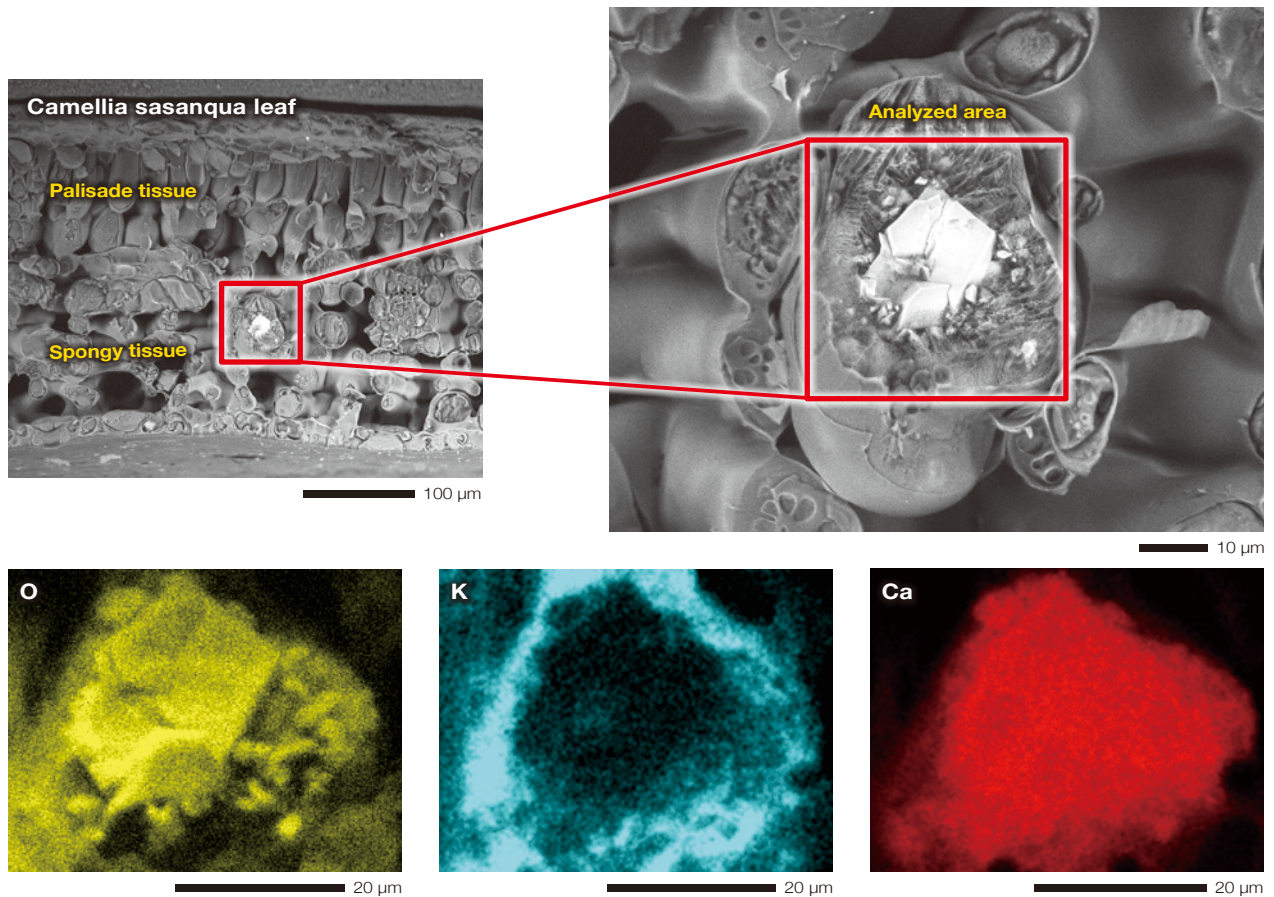 Camellia sasanqua leaf
Palisade tissue
Spongy tissue
100 µm
Analyzed area
10 µm
O
20 µm
K
20 µm
Ca
20 µm